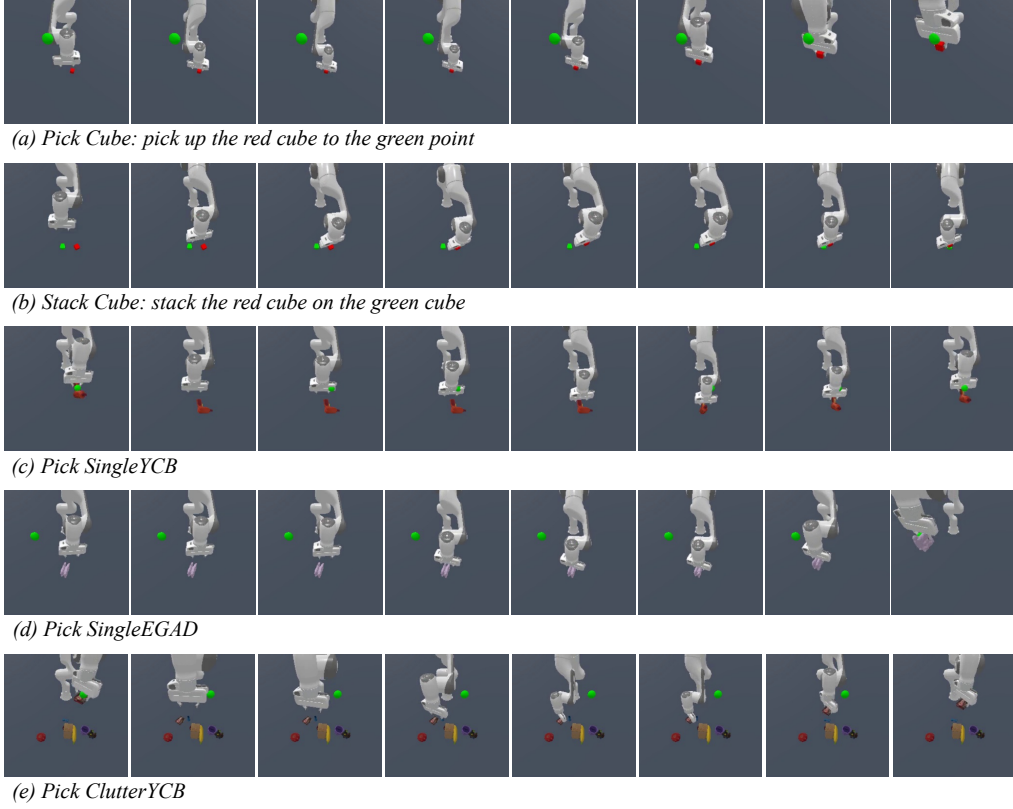 (a) Pick Cube: pick up the red cube to the green point
(b) Stack Cube: stack the red cube on the green cube
(c) Pick SingleYCB
(d) Pick SingleEGAD
(e) Pick ClutterYCB